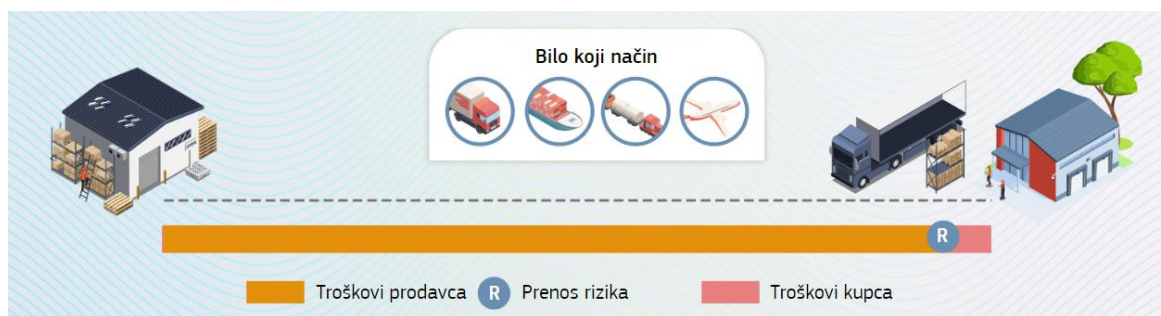 Bilo koji način
R
Troškovi prodavca R Prenos rizika Troškovi kupca